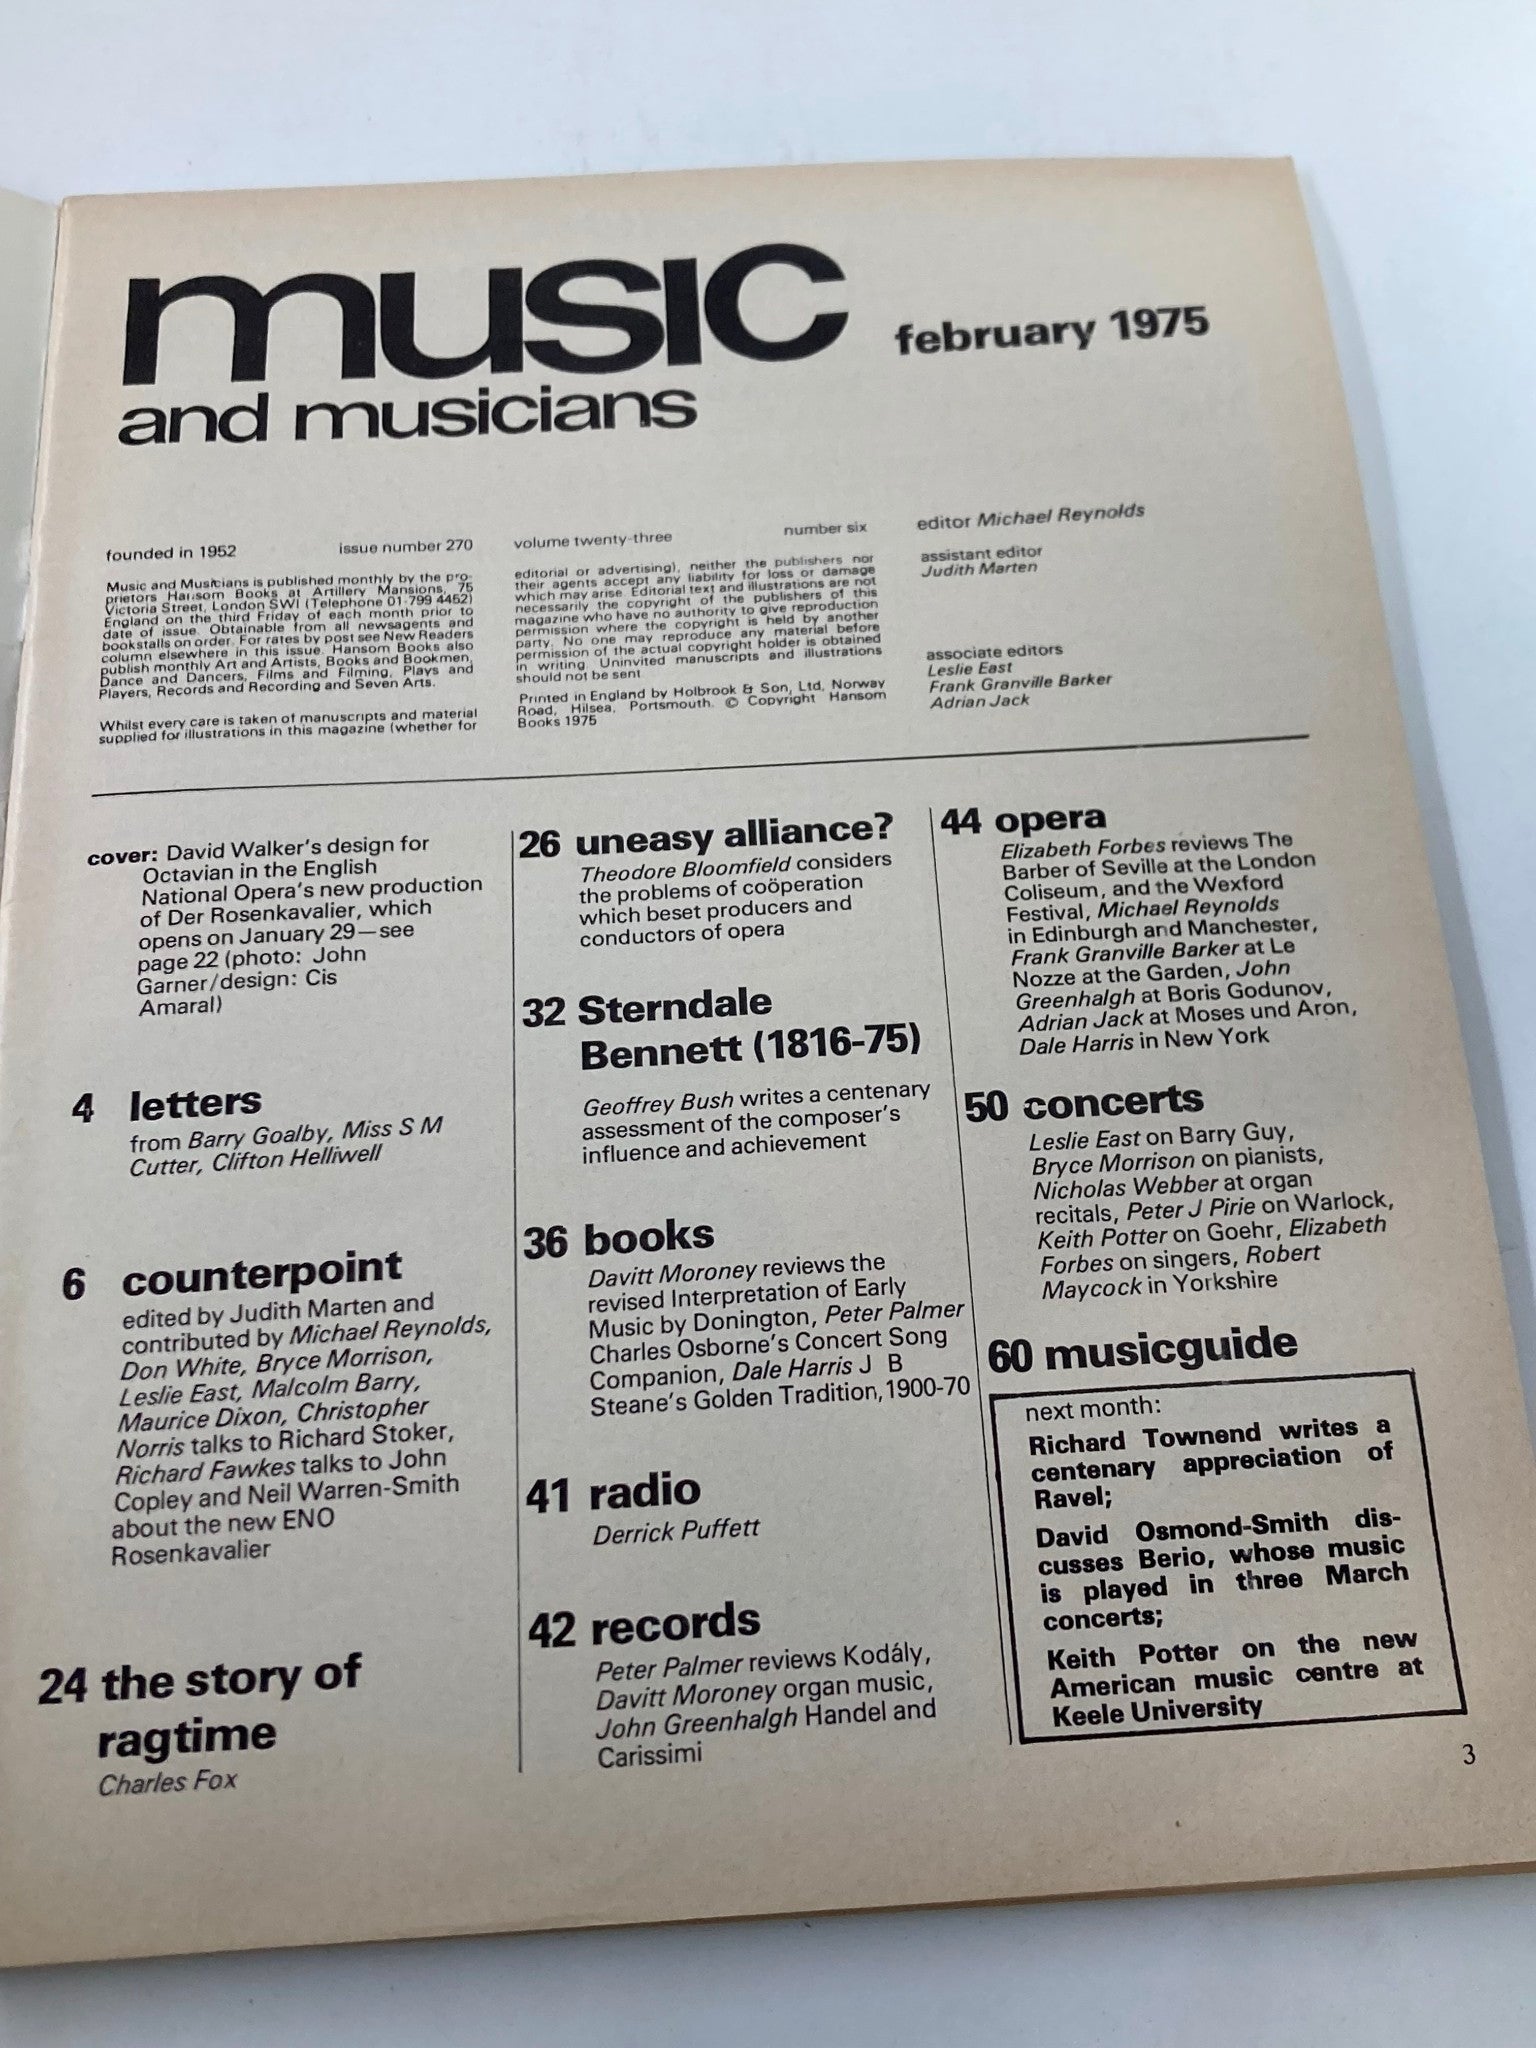 music
and musicians
february 1975
founded in 1952
issue number 270
Music and Musicians is published monthly by the pro-
prietors Hansom Books at Artillery Mansions, 75
Victoria Street, London SW1 (Telephone 01-799 4452)
England on the third Friday of each month prior to
date of issue. Obtainable from all newsagents and
bookstalls on order. For rates by post see New Readers
column elsewhere in this issue. Hansom Books also
publish monthly Art and Artists, Books and Bookmen,
Dance and Dancers, Films and Filming, Plays and
Players, Records and Recording and Seven Arts.
Whilst every care is taken of manuscripts and material
supplied for illustrations in this magazine (whether for
volume twenty-three
number six
editorial or advertising), neither the publishers nor
their agents accept any liability for loss or damage
which may arise. Editorial text and illustrations are not
necessarily the copyright of the publishers of this
magazine who have no authority to give reproduction
permission where the copyright is held by another
party. No one may reproduce any material before
permission of the actual copyright holder is obtained
in writing. Uninvited manuscripts and illustrations
should not be sent
Printed in England by Holbrook & Son, Ltd, Norway
Road, Hilsea, Portsmouth. © Copyright Hansom
Books 1975
editor Michael Reynolds
assistant editor
Judith Marten
associate editors
Leslie East
Frank Granville Barker
Adrian Jack
cover: David Walker's design for
Octavian in the English
National Opera's new production
of Der Rosenkavalier, which
opens on January 29—see
page 22 (photo: John
Garner/design: Cis
Amaral)
4 letters
from Barry Goalby, Miss S M
Cutter, Clifton Helliwell
6 counterpoint
edited by Judith Marten and
contributed by Michael Reynolds,
Don White, Bryce Morrison,
Leslie East, Malcolm Barry,
Maurice Dixon, Christopher
Norris talks to Richard Stoker,
Richard Fawkes talks to John
Copley and Neil Warren-Smith
about the new ENO
Rosenkavalier
24 the story of
ragtime
Charles Fox
26 uneasy alliance?
Theodore Bloomfield considers
the problems of coöperation
which beset producers and
conductors of opera
32 Sterndale
Bennett (1816-75)
Geoffrey Bush writes a centenary
assessment of the composer's
influence and achievement
36 books
Davitt Moroney reviews the
revised Interpretation of Early
Music by Donington, Peter Palmer
Charles Osborne's Concert Song
Companion, Dale Harris J B
Steane's Golden Tradition, 1900-70
41 radio
Derrick Puffett
42 records
Peter Palmer reviews Kodály,
Davitt Moroney organ music,
John Greenhalgh Handel and
Carissimi
44 opera
Elizabeth Forbes reviews The
Barber of Seville at the London
Coliseum, and the Wexford
Festival, Michael Reynolds
in Edinburgh and Manchester,
Frank Granville Barker at Le
Nozze at the Garden, John
Greenhalgh at Boris Godunov,
Adrian Jack at Moses und Aron,
Dale Harris in New York
50 concerts
Leslie East on Barry Guy,
Bryce Morrison on pianists,
Nicholas Webber at organ
recitals, Peter J Pirie on Warlock,
Keith Potter on Goehr, Elizabeth
Forbes on singers, Robert
Maycock in Yorkshire
60 musicguide
next month:
Richard Townend writes a
centenary appreciation of
Ravel;
David Osmond-Smith dis-
cusses Berio, whose music
is played in three March
concerts;
Keith Potter on the new
American music centre at
Keele University
3